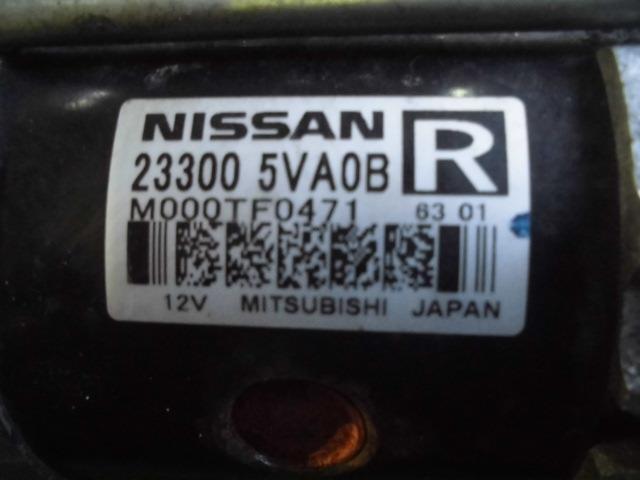 NISSAN
23300 5VA0B R
M000TF0471 63 01
12V MITSUBISHI JAPAN